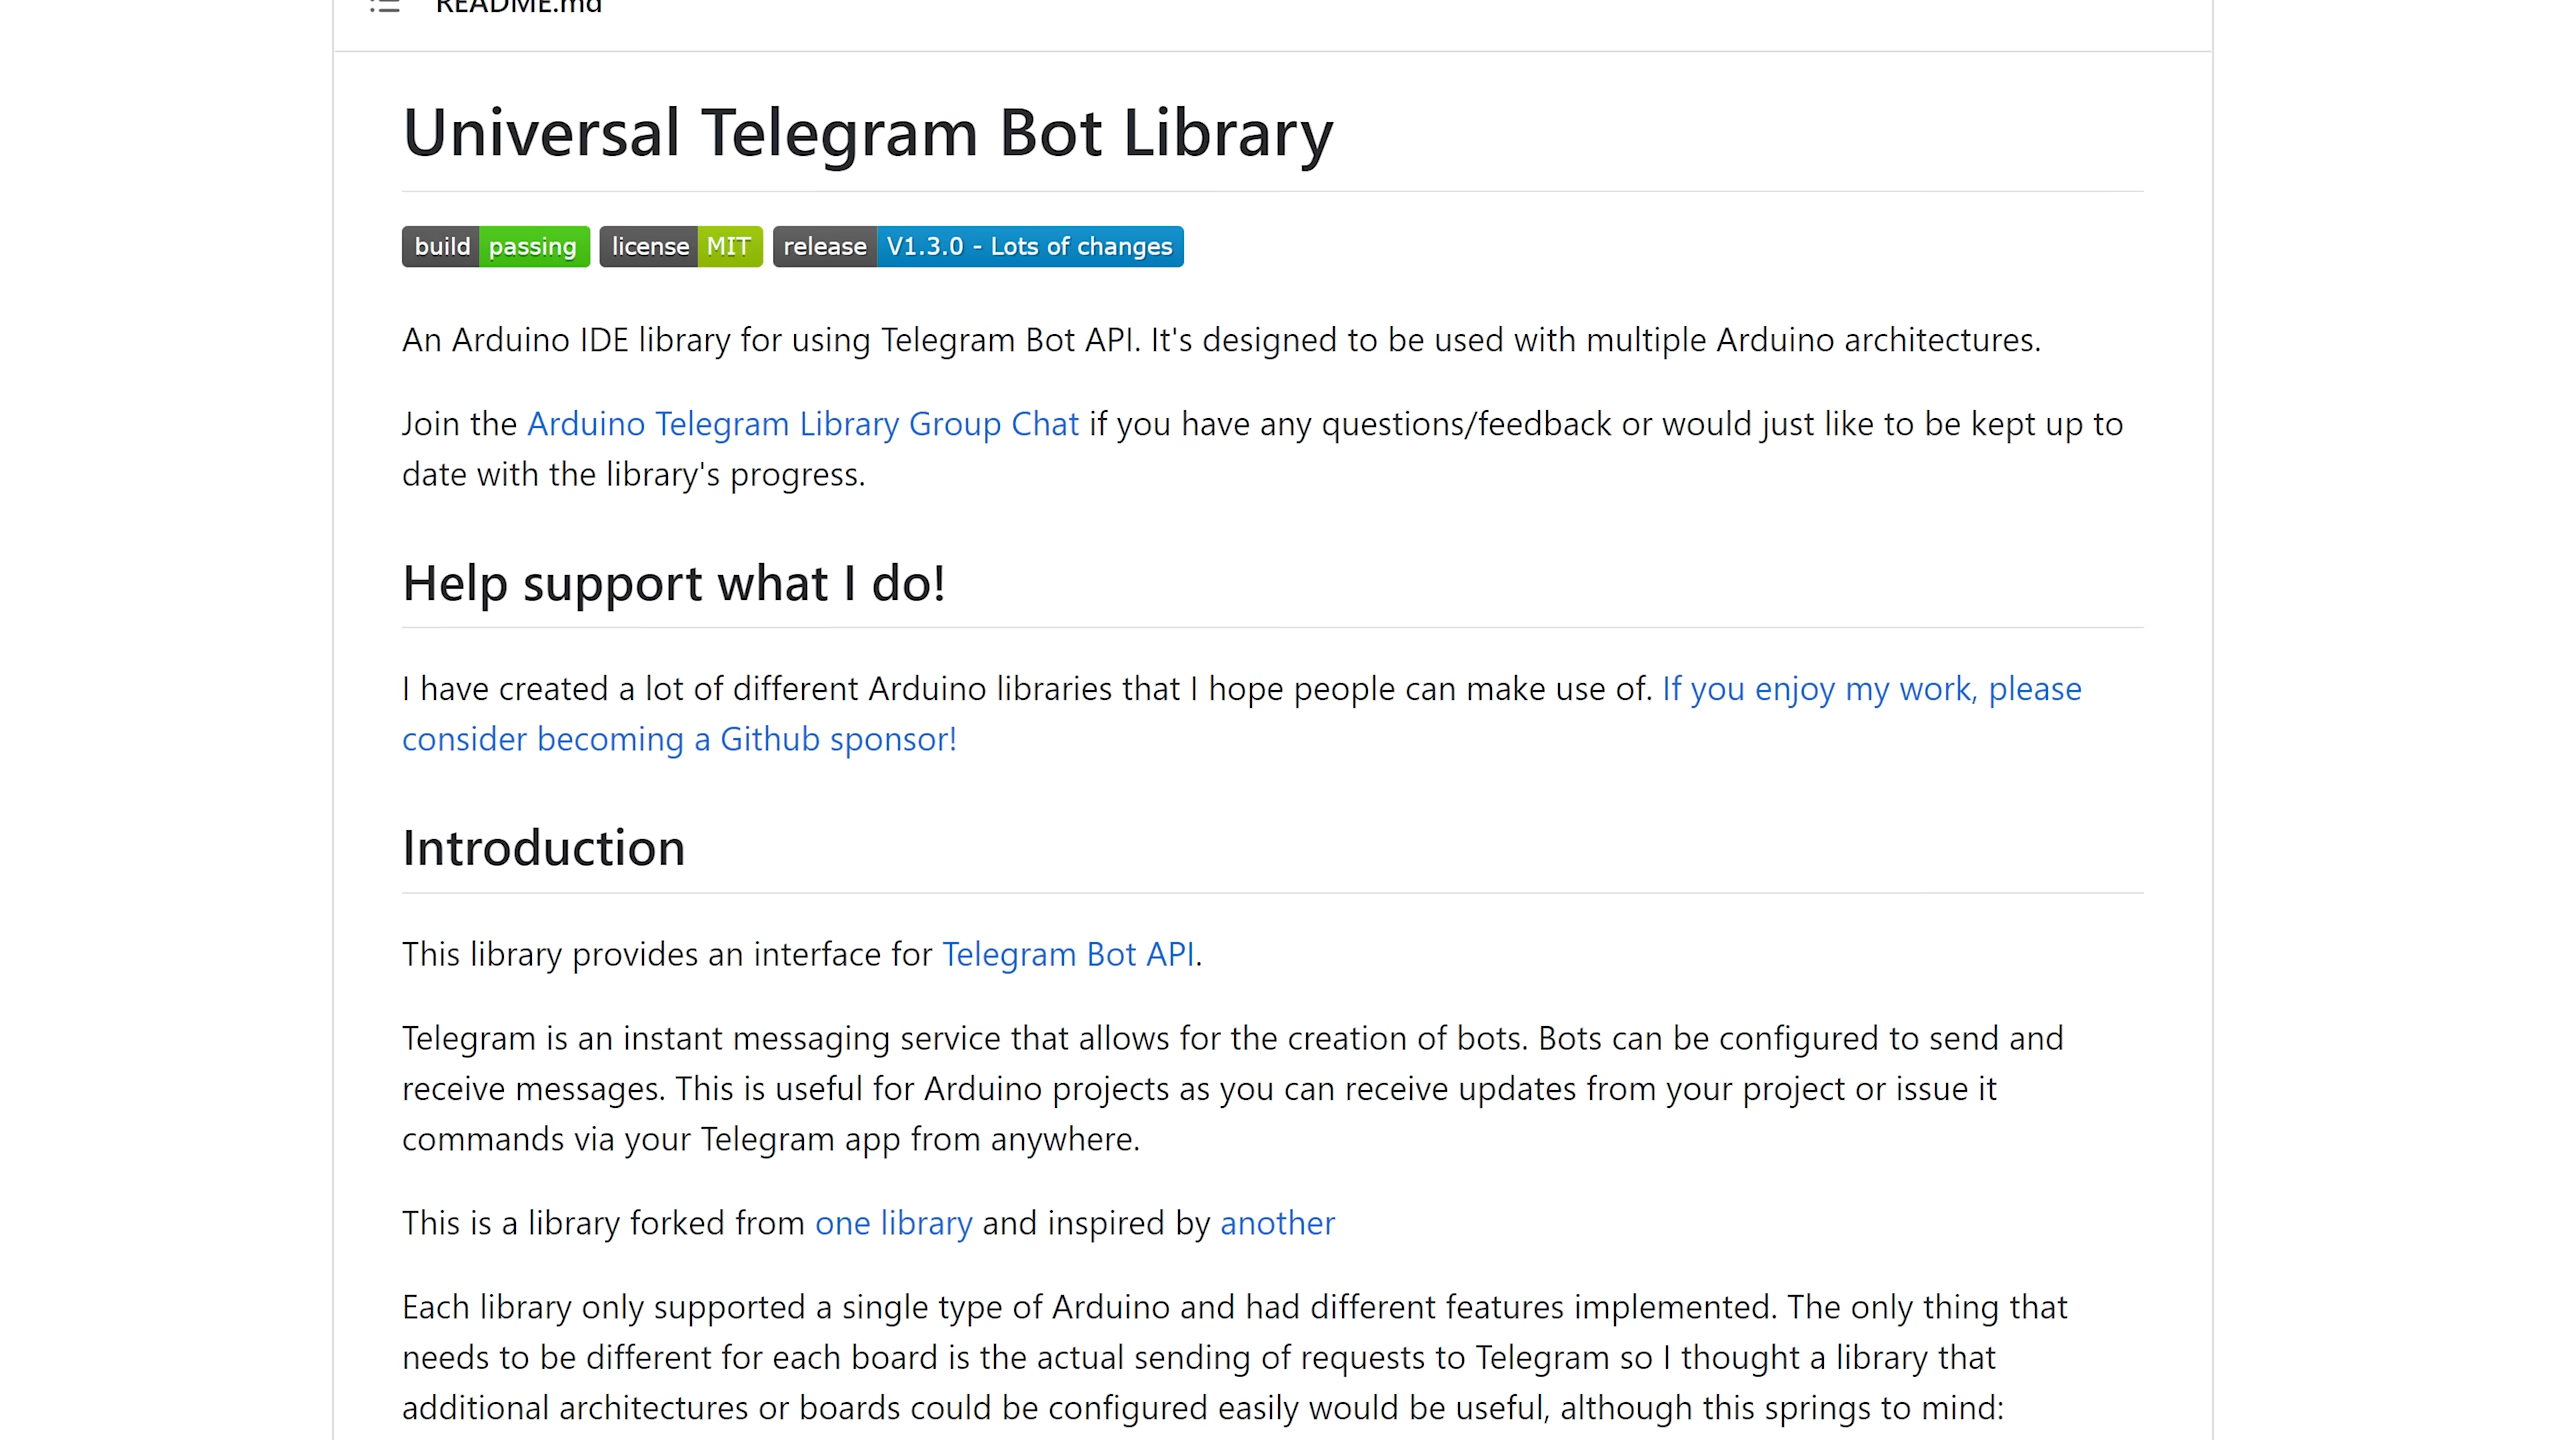 README.md
Universal Telegram Bot Library
build passing license MIT release V1.3.0 - Lots of changes
An Arduino IDE library for using Telegram Bot API. It's designed to be used with multiple Arduino architectures.
Join the Arduino Telegram Library Group Chat if you have any questions/feedback or would just like to be kept up to
date with the library's progress.
Help support what I do!
I have created a lot of different Arduino libraries that I hope people can make use of. If you enjoy my work, please
consider becoming a Github sponsor!
Introduction
This library provides an interface for Telegram Bot API.
Telegram is an instant messaging service that allows for the creation of bots. Bots can be configured to send and
receive messages. This is useful for Arduino projects as you can receive updates from your project or issue it
commands via your Telegram app from anywhere.
This is a library forked from one library and inspired by another
Each library only supported a single type of Arduino and had different features implemented. The only thing that
needs to be different for each board is the actual sending of requests to Telegram so I thought a library that
additional architectures or boards could be configured easily would be useful, although this springs to mind: